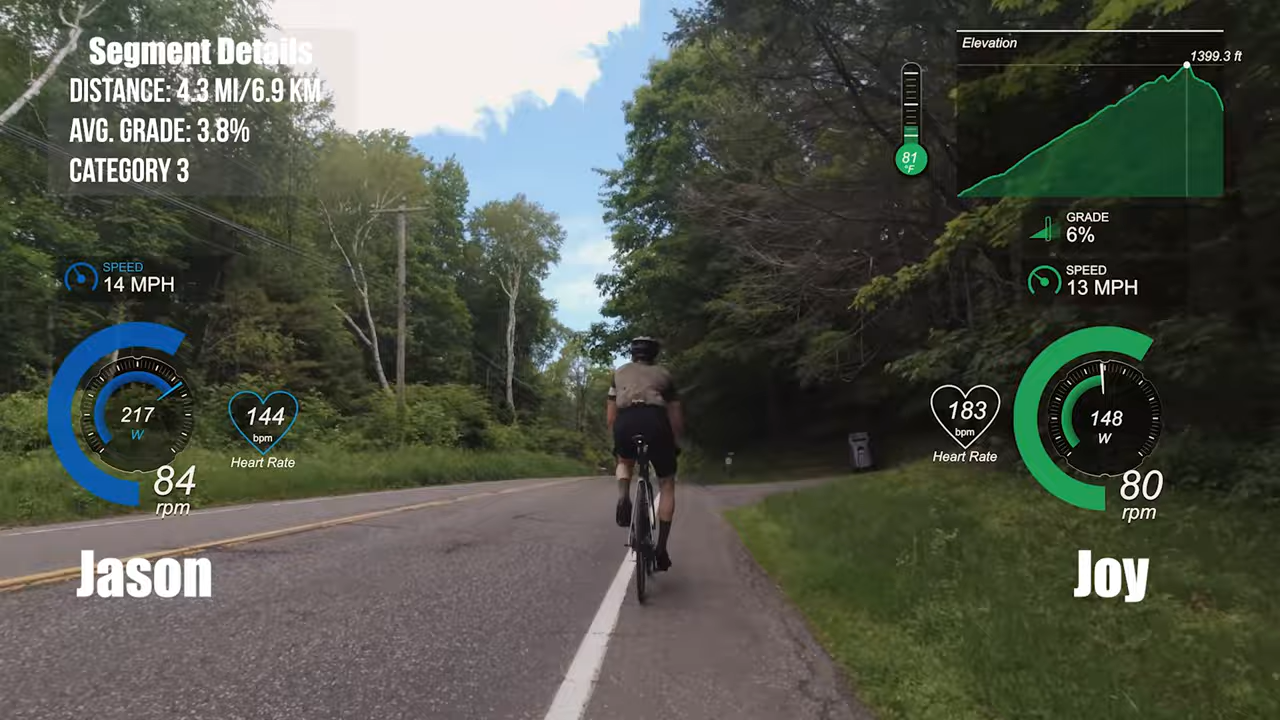 Segment Details
DISTANCE: 4.3 MI/6.9 KM
AVG. GRADE: 3.8%
CATEGORY 3
SPEED
14 MPH
217
W
144
bpm
Heart Rate
84
rpm
Jason
Elevation
1399.3 ft
81
°F
GRADE
6%
SPEED
13 MPH
183
bpm
Heart Rate
148
W
80
rpm
Joy